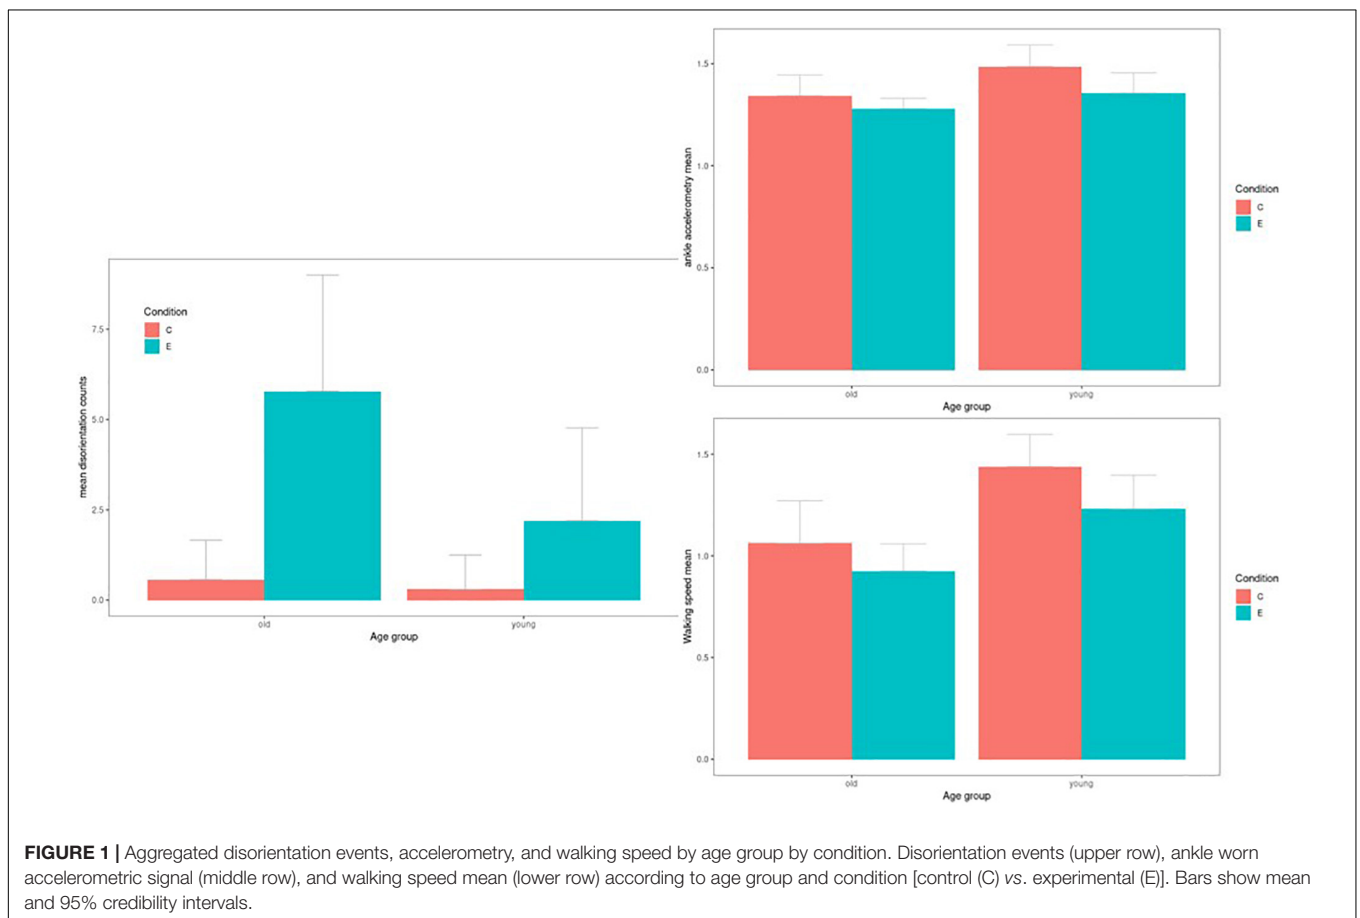 Condition
C
E
7.5
5.0
2.5
0.0
mean disorientation counts
old
young
Age group
1.5
1.0
0.5
0.0
ankle accelerometry mean
old
young
Age group
Condition
C
E
1.5
1.0
0.5
0.0
Walking speed mean
old
young
Age group
Condition
C
E
FIGURE 1 | Aggregated disorientation events, accelerometry, and walking speed by age group by condition. Disorientation events (upper row), ankle worn
accelerometric signal (middle row), and walking speed mean (lower row) according to age group and condition [control (C) vs. experimental (E)]. Bars show mean
and 95% credibility intervals.